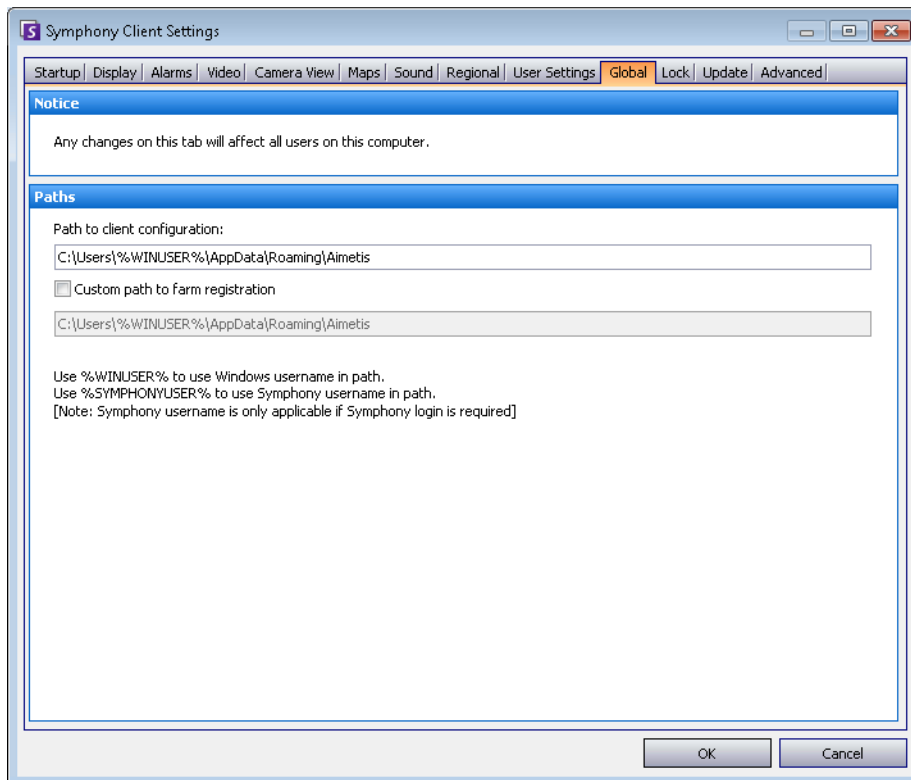 Symphony Client Settings
Startup Display Alarms Video Camera View Maps Sound Regional User Settings Global Lock Update Advanced
Notice
Any changes on this tab will affect all users on this computer.
Paths
Path to client configuration:
C:\Users\%WINUSER%\AppData\Roaming\Aimetis
Custom path to farm registration
C:\Users\%WINUSER%\AppData\Roaming\Aimetis
Use %WINUSER% to use Windows username in path.
Use %SYMPHONYUSER% to use Symphony username in path.
[Note: Symphony username is only applicable if Symphony login is required]
OK Cancel